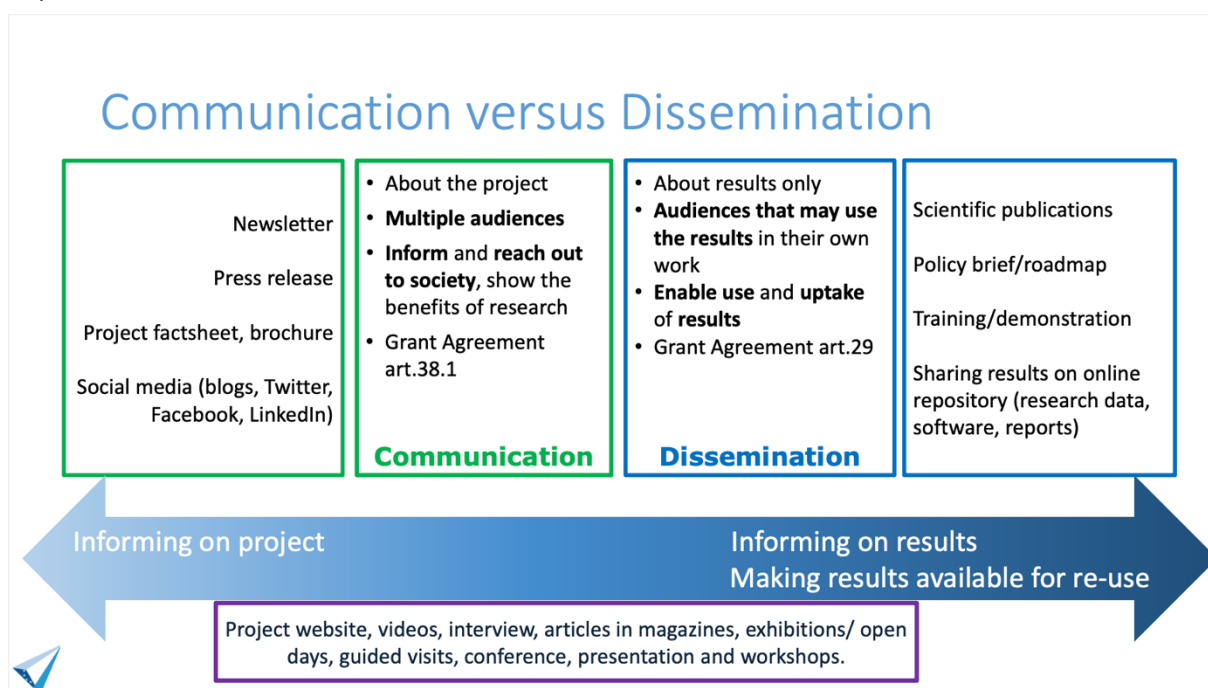 Communication versus Dissemination
Newsletter
Press release
Project factsheet, brochure
Social media (blogs, Twitter,
Facebook, LinkedIn)
• About the project
• Multiple audiences
• Inform and reach out
to society, show the
benefits of research
• Grant Agreement
art.38.1
Communication
• About results only
• Audiences that may use
the results in their own
work
• Enable use and uptake
of results
• Grant Agreement art.29
Dissemination
Scientific publications
Policy brief/roadmap
Training/demonstration
Sharing results on online
repository (research data,
software, reports)
Informing on project
Informing on results
Making results available for re-use
Project website, videos, interview, articles in magazines, exhibitions/ open
days, guided visits, conference, presentation and workshops.